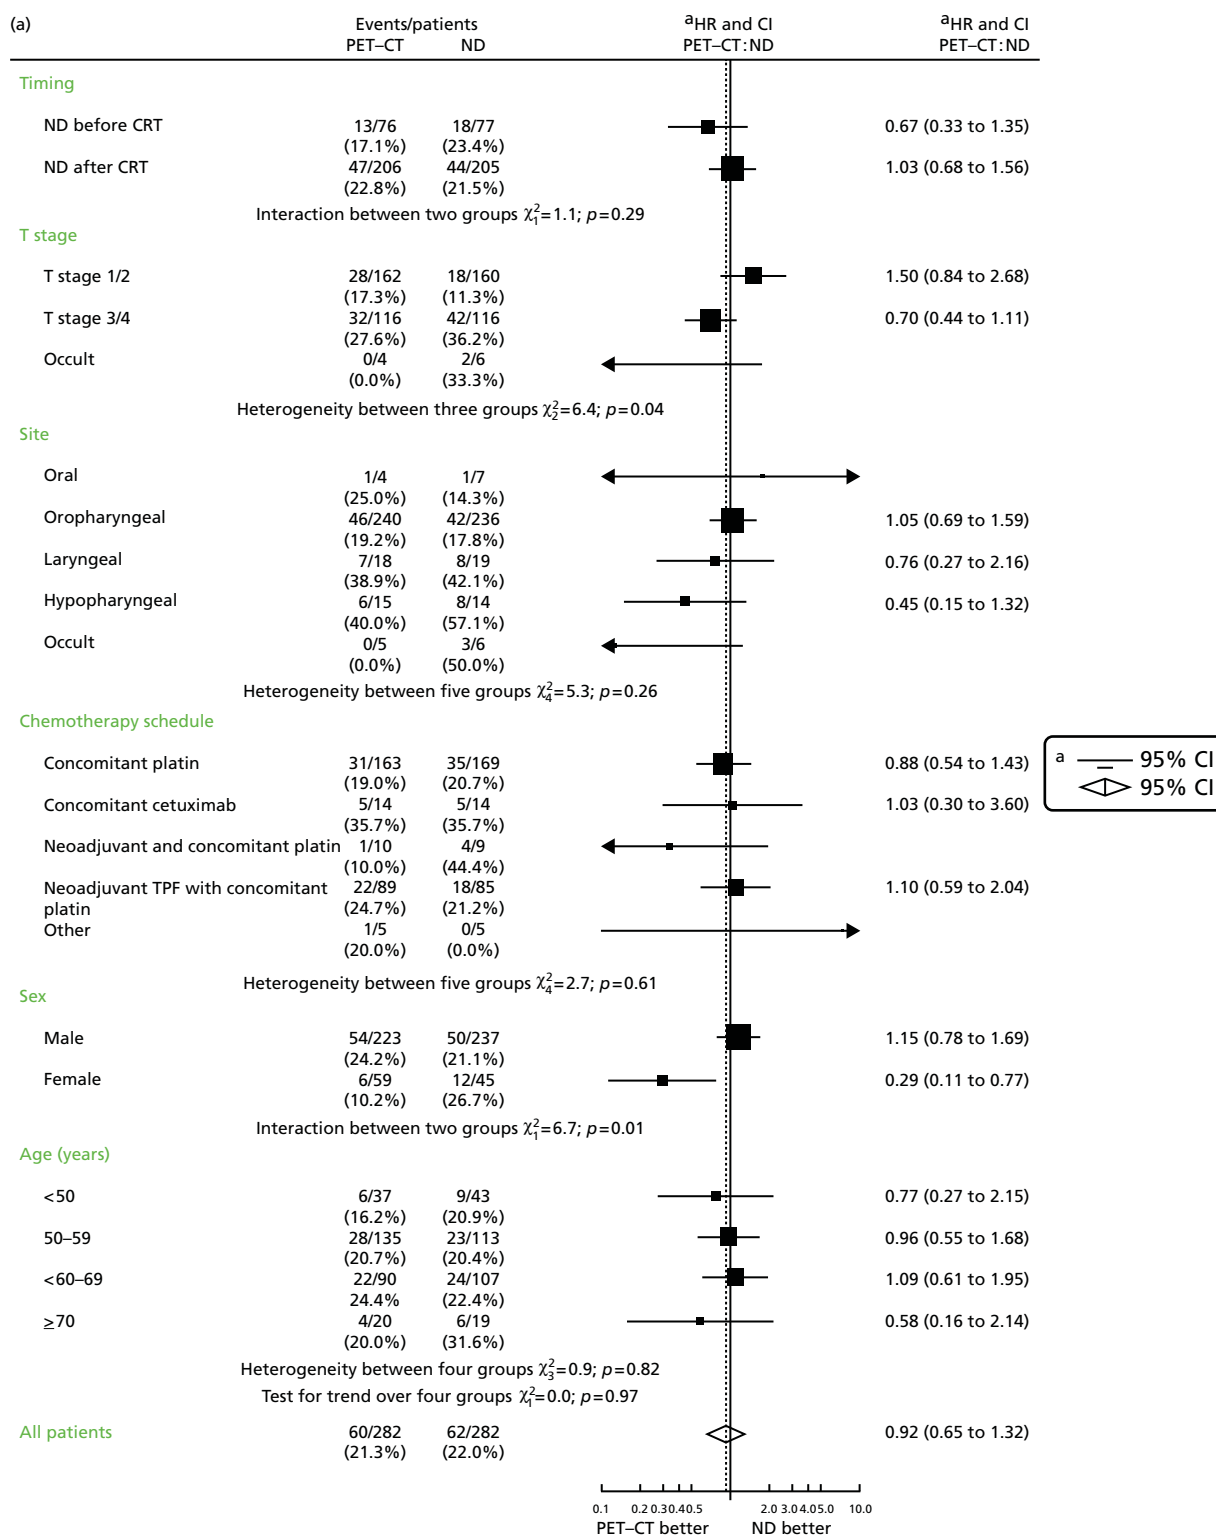 (a) Events/patients ᵃHR and CI ᵃHR and CI
PET–CT ND PET–CT:ND PET–CT:ND
Timing
ND before CRT 13/76 18/77 0.67 (0.33 to 1.35)
(17.1%) (23.4%)
ND after CRT 47/206 44/205 1.03 (0.68 to 1.56)
(22.8%) (21.5%)
Interaction between two groups χ²₁=1.1; p=0.29
T stage
T stage 1/2 28/162 18/160 1.50 (0.84 to 2.68)
(17.3%) (11.3%)
T stage 3/4 32/116 42/116 0.70 (0.44 to 1.11)
(27.6%) (36.2%)
Occult 0/4 2/6
(0.0%) (33.3%)
Heterogeneity between three groups χ²₂=6.4; p=0.04
Site
Oral 1/4 1/7
(25.0%) (14.3%)
Oropharyngeal 46/240 42/236 1.05 (0.69 to 1.59)
(19.2%) (17.8%)
Laryngeal 7/18 8/19 0.76 (0.27 to 2.16)
(38.9%) (42.1%)
Hypopharyngeal 6/15 8/14 0.45 (0.15 to 1.32)
(40.0%) (57.1%)
Occult 0/5 3/6
(0.0%) (50.0%)
Heterogeneity between five groups χ²₄=5.3; p=0.26
Chemotherapy schedule
Concomitant platin 31/163 35/169 0.88 (0.54 to 1.43)
(19.0%) (20.7%)
Concomitant cetuximab 5/14 5/14 1.03 (0.30 to 3.60)
(35.7%) (35.7%)
Neoadjuvant and concomitant platin 1/10 4/9
(10.0%) (44.4%)
Neoadjuvant TPF with concomitant 22/89 18/85 1.10 (0.59 to 2.04)
platin (24.7%) (21.2%)
Other 1/5 0/5
(20.0%) (0.0%)
Heterogeneity between five groups χ²₄=2.7; p=0.61
Sex
Male 54/223 50/237 1.15 (0.78 to 1.69)
(24.2%) (21.1%)
Female 6/59 12/45 0.29 (0.11 to 0.77)
(10.2%) (26.7%)
Interaction between two groups χ²₁=6.7; p=0.01
Age (years)
<50 6/37 9/43 0.77 (0.27 to 2.15)
(16.2%) (20.9%)
50–59 28/135 23/113 0.96 (0.55 to 1.68)
(20.7%) (20.4%)
<60–69 22/90 24/107 1.09 (0.61 to 1.95)
24.4% (22.4%)
≥70 4/20 6/19 0.58 (0.16 to 2.14)
(20.0%) (31.6%)
Heterogeneity between four groups χ²₃=0.9; p=0.82
Test for trend over four groups χ²₁=0.0; p=0.97
All patients 60/282 62/282 0.92 (0.65 to 1.32)
(21.3%) (22.0%)
0.1 0.2 0.3 0.4 0.5 2.0 3.0 4.0 5.0 10.0
PET–CT better ND better
a 95% CI
95% CI